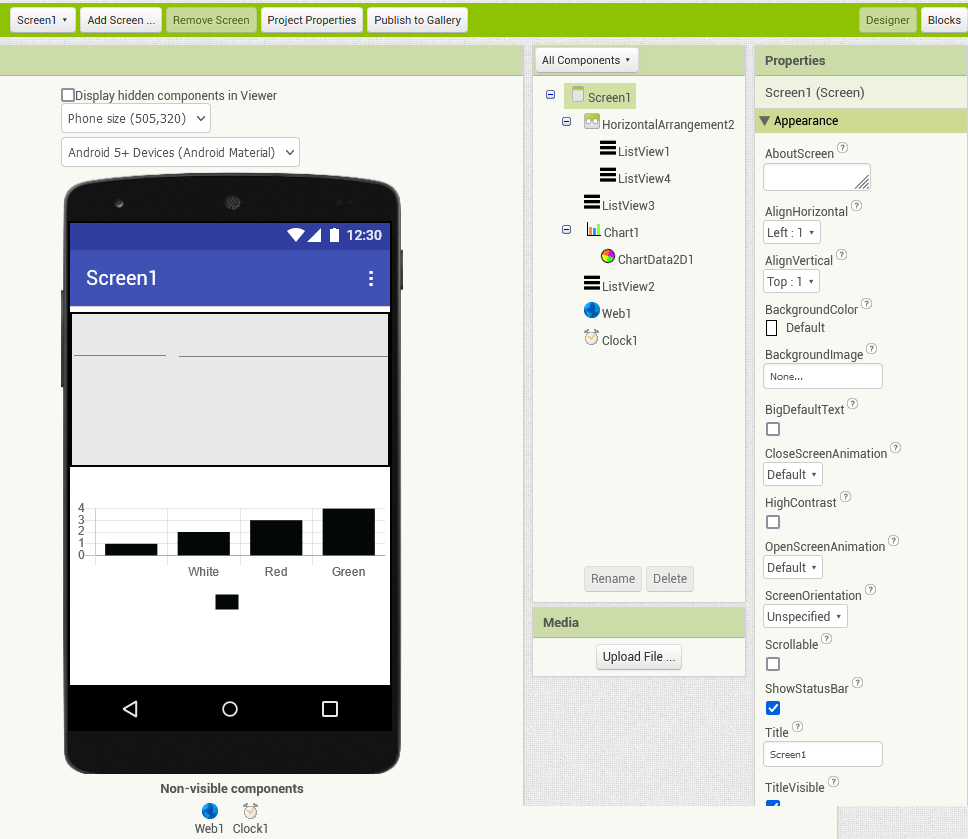 Screen1 Add Screen ... Remove Screen Project Properties Publish to Gallery Designer Blocks
Display hidden components in Viewer
Phone size (505,320)
Android 5+ Devices (Android Material)
12:30
Screen1
4
3
2
1
0
White Red Green
Non-visible components
Web1 Clock1
All Components
Screen1
HorizontalArrangement2
ListView1
ListView4
ListView3
Chart1
ChartData2D1
ListView2
Web1
Clock1
Rename Delete
Media
Upload File ...
Properties
Screen1 (Screen)
Appearance
AboutScreen ?
AlignHorizontal ?
Left : 1
AlignVertical ?
Top : 1
BackgroundColor ?
Default
BackgroundImage ?
None...
BigDefaultText ?
CloseScreenAnimation ?
Default
HighContrast ?
OpenScreenAnimation ?
Default
ScreenOrientation ?
Unspecified
Scrollable ?
ShowStatusBar ?
Title ?
Screen1
TitleVisible ?